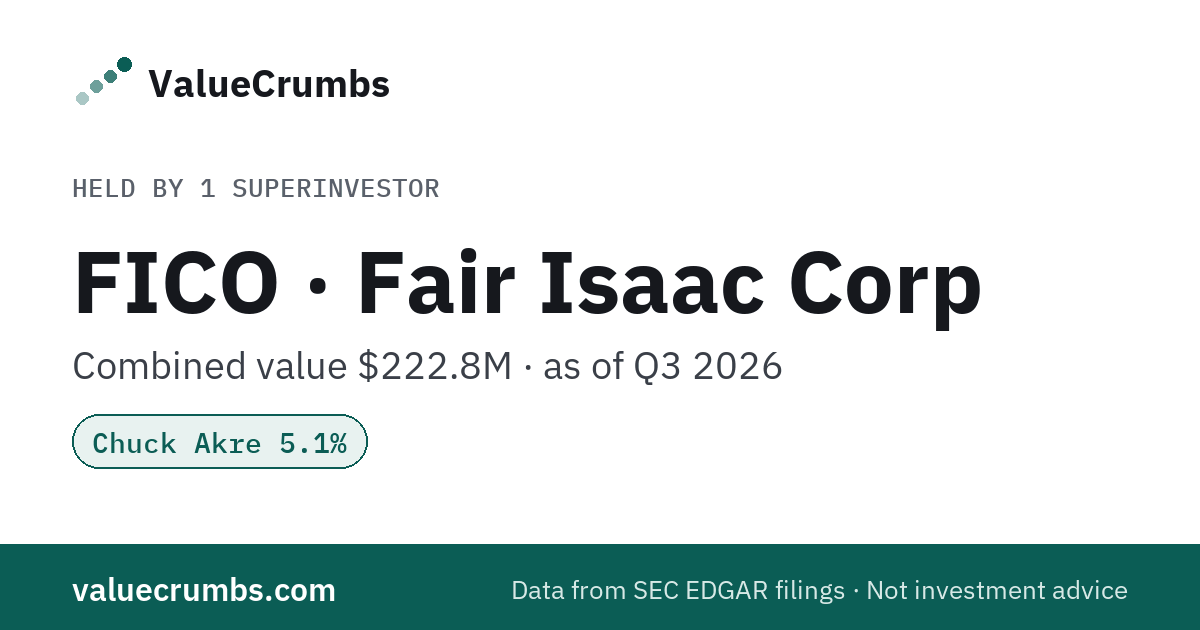 ValueCrumbs
HELD BY 1 SUPERINVESTOR
FICO · Fair Isaac Corp
Combined value $222.8M · as of Q3 2026
Chuck Akre 5.1%
valuecrumbs.com
Data from SEC EDGAR filings · Not investment advice